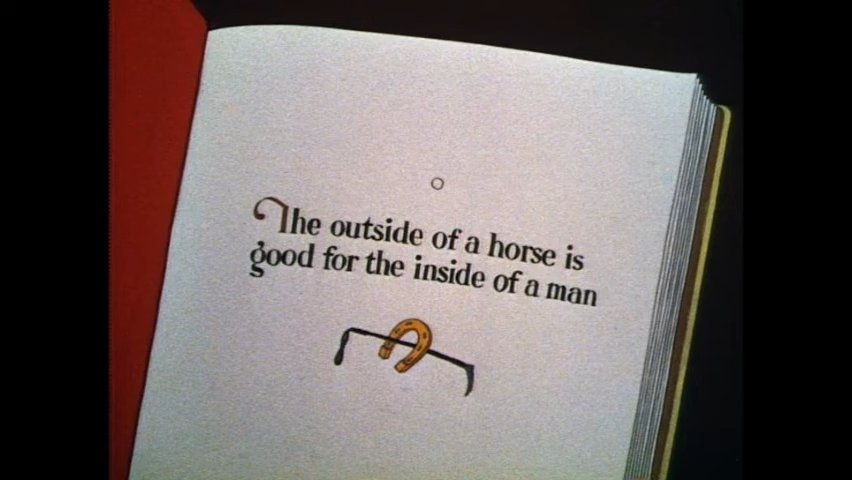 The outside of a horse is
good for the inside of a man